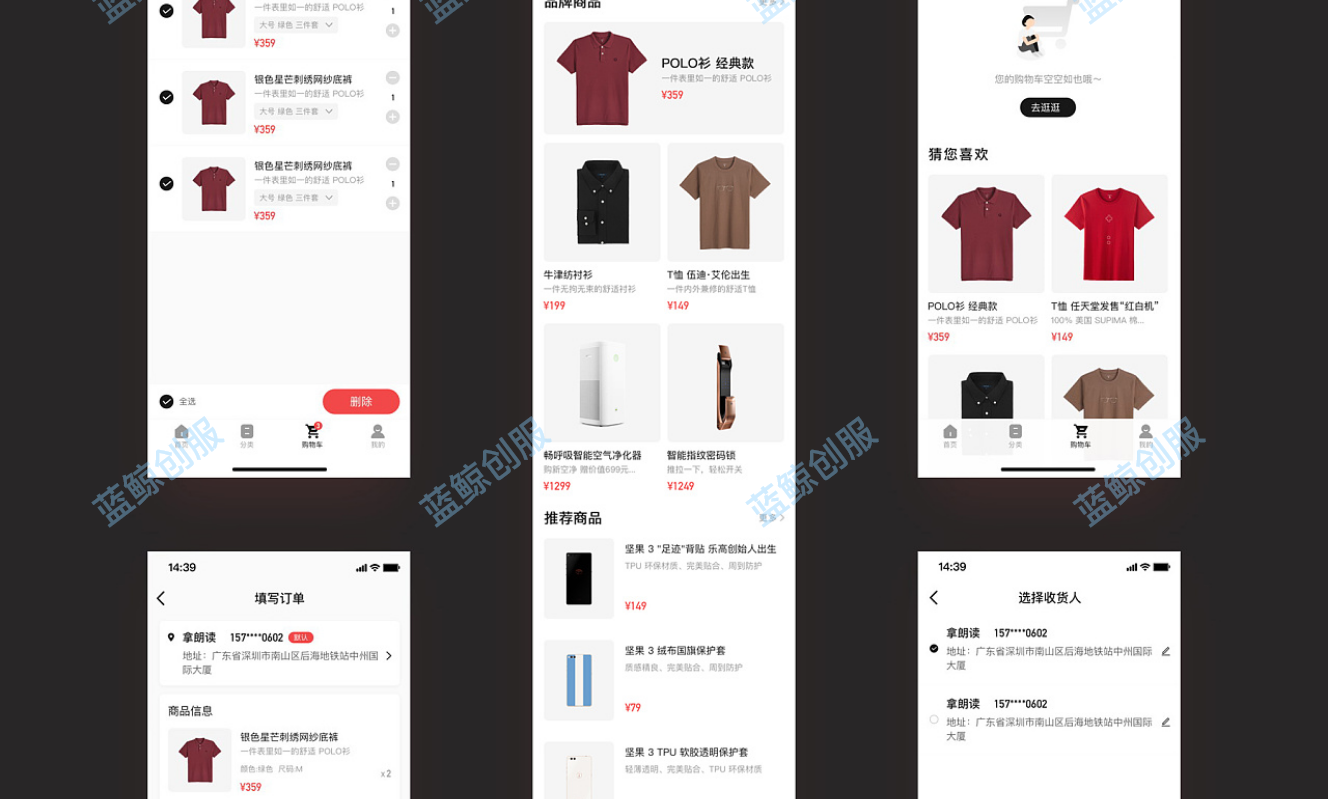 一件表里如一的舒适 POLO衫
大号 绿色 三件套
¥359
1
银色星芒刺绣网纱底裤
一件表里如一的舒适 POLO衫
大号 绿色 三件套
¥359
1
银色星芒刺绣网纱底裤
一件表里如一的舒适 POLO衫
大号 绿色 三件套
¥359
1
全选
删除
首页
分类
购物车
3
我的
14:39
填写订单
拿朗读 157****0602 默认
地址：广东省深圳市南山区后海地铁站中州国
际大厦
商品信息
银色星芒刺绣网纱底裤
一件表里如一的舒适 POLO衫
颜色:绿色 尺码:M
x2
¥359
品牌商品
更多
POLO衫 经典款
一件表里如一的舒适 POLO衫
¥359
牛津纺衬衫
一件无拘无束的舒适衬衫
¥199
T恤 伍迪·艾伦出生
一件内外兼修的舒适T恤
¥149
畅呼吸智能空气净化器
购新空净 赠价值699元...
¥1299
智能指纹密码锁
推拉一下，轻松开关
¥1249
推荐商品
更多
坚果 3 "足迹"背贴 乐高创始人出生
TPU 环保材质、完美贴合、周到防护
¥149
坚果 3 绒布国旗保护套
质感精良、完美贴合、周到防护
¥79
坚果 3 TPU 软胶透明保护套
轻薄透明、完美贴合、TPU 环保材质
您的购物车空空如也哦～
去逛逛
猜您喜欢
POLO衫 经典款
一件表里如一的舒适 POLO衫
¥359
T恤 任天堂发售“红白机”
100% 美国 SUPIMA 棉...
¥149
首页
分类
购物车
我的
14:39
选择收货人
拿朗读 157****0602
地址：广东省深圳市南山区后海地铁站中州国际
大厦
拿朗读 157****0602
地址：广东省深圳市南山区后海地铁站中州国际
大厦
蓝鲸创服
蓝鲸创服
蓝鲸创服
蓝鲸创服